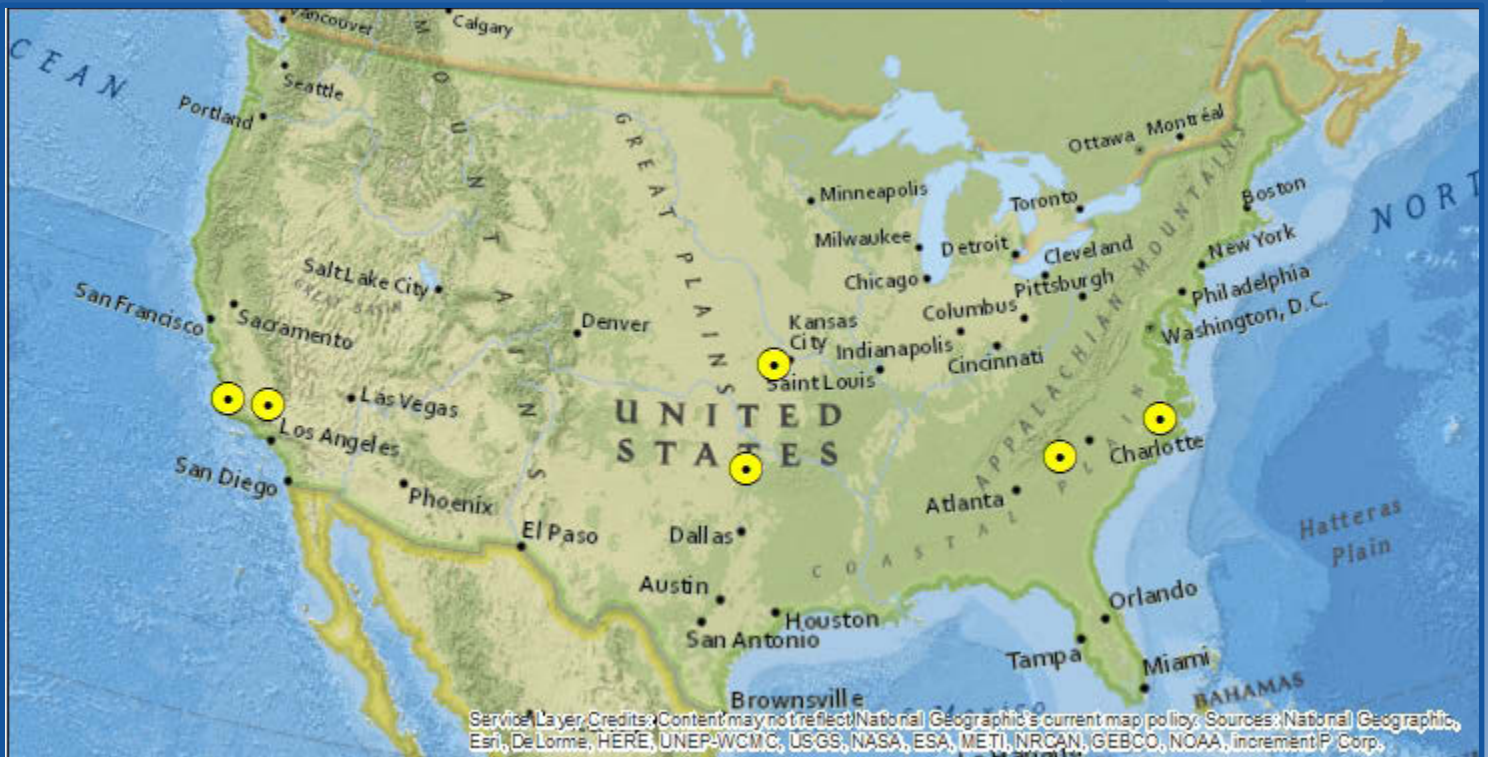 CEAN
Vancouver
Calgary
MOUNTAINS
Seattle
Portland
GREAT PLAINS
Ottawa
Montréal
Minneapolis
Toronto
Boston
NORT
Milwaukee
Detroit
Cleveland
New York
Salt Lake City
GREAT BASIN
Chicago
Pittsburgh
Philadelphia
San Francisco
Sacramento
Denver
Kansas
City
Columbus
Washington, D.C.
Indianapolis
Cincinnati
Saint Louis
APPALACHIAN MOUNTAINS
Las Vegas
UNITED
STATES
Los Angeles
Charlotte
San Diego
Phoenix
Atlanta
COASTAL PLAIN
El Paso
Dallas
Hatteras
Plain
Austin
Houston
Orlando
San Antonio
Tampa
Miami
Brownsville
BAHAMAS
Service Layer Credits: Content may not reflect National Geographic's current map policy. Sources: National Geographic,
Esri, DeLorme, HERE, UNEP-WCMC, USGS, NASA, ESA, METI, NRCAN, GEBCO, NOAA, increment P Corp.